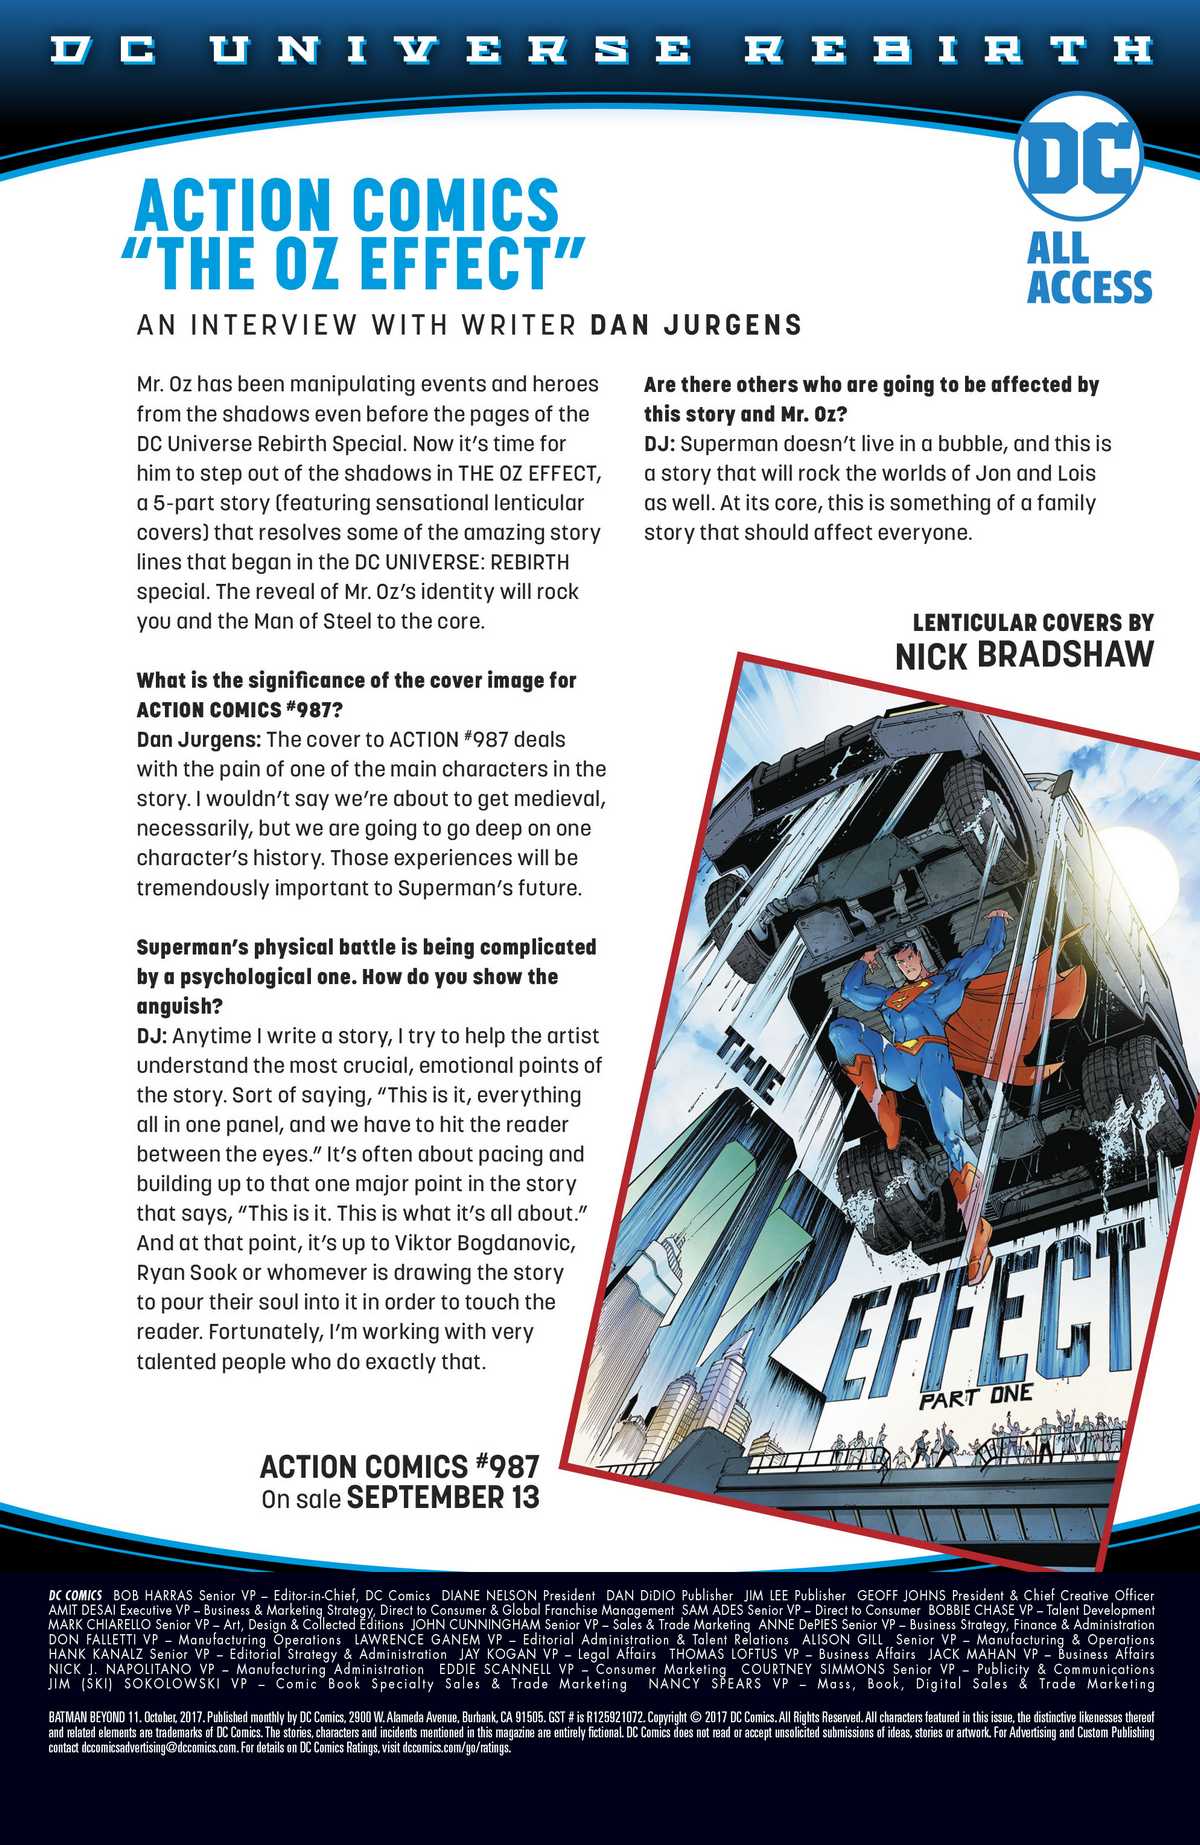 DC UNIVERSE REBIRTH
DC
ALL
ACCESS
ACTION COMICS
“THE OZ EFFECT”
AN INTERVIEW WITH WRITER DAN JURGENS
Mr. Oz has been manipulating events and heroes
from the shadows even before the pages of the
DC Universe Rebirth Special. Now it’s time for
him to step out of the shadows in THE OZ EFFECT,
a 5-part story (featuring sensational lenticular
covers) that resolves some of the amazing story
lines that began in the DC UNIVERSE: REBIRTH
special. The reveal of Mr. Oz’s identity will rock
you and the Man of Steel to the core.
What is the significance of the cover image for
ACTION COMICS #987?
Dan Jurgens: The cover to ACTION #987 deals
with the pain of one of the main characters in the
story. I wouldn’t say we’re about to get medieval,
necessarily, but we are going to go deep on one
character’s history. Those experiences will be
tremendously important to Superman’s future.
Superman’s physical battle is being complicated
by a psychological one. How do you show the
anguish?
DJ: Anytime I write a story, I try to help the artist
understand the most crucial, emotional points of
the story. Sort of saying, “This is it, everything
all in one panel, and we have to hit the reader
between the eyes.” It’s often about pacing and
building up to that one major point in the story
that says, “This is it. This is what it’s all about.”
And at that point, it’s up to Viktor Bogdanovic,
Ryan Sook or whomever is drawing the story
to pour their soul into it in order to touch the
reader. Fortunately, I’m working with very
talented people who do exactly that.
Are there others who are going to be affected by
this story and Mr. Oz?
DJ: Superman doesn’t live in a bubble, and this is
a story that will rock the worlds of Jon and Lois
as well. At its core, this is something of a family
story that should affect everyone.
LENTICULAR COVERS BY
NICK BRADSHAW
THE
EFFECT
PART ONE
ACTION COMICS #987
On sale SEPTEMBER 13
DC COMICS BOB HARRAS Senior VP – Editor-in-Chief, DC Comics DIANE NELSON President DAN DiDIO Publisher JIM LEE Publisher GEOFF JOHNS President & Chief Creative Officer
AMIT DESAI Executive VP – Business & Marketing Strategy, Direct to Consumer & Global Franchise Management SAM ADES Senior VP – Direct to Consumer BOBBIE CHASE VP – Talent Development
MARK CHIARELLO Senior VP – Art, Design & Collected Editions JOHN CUNNINGHAM Senior VP – Sales & Trade Marketing ANNE DePIES Senior VP – Business Strategy, Finance & Administration
DON FALLETTI VP – Manufacturing Operations LAWRENCE GANEM VP – Editorial Administration & Talent Relations ALISON GILL Senior VP – Manufacturing & Operations
HANK KANALZ Senior VP – Editorial Strategy & Administration JAY KOGAN VP – Legal Affairs THOMAS LOFTUS VP – Business Affairs JACK MAHAN VP – Business Affairs
NICK J. NAPOLITANO VP – Manufacturing Administration EDDIE SCANNELL VP – Consumer Marketing COURTNEY SIMMONS Senior VP – Publicity & Communications
JIM (SKI) SOKOLOWSKI VP – Comic Book Specialty Sales & Trade Marketing NANCY SPEARS VP – Mass, Book, Digital Sales & Trade Marketing
BATMAN BEYOND 11. October, 2017. Published monthly by DC Comics, 2900 W. Alameda Avenue, Burbank, CA 91505. GST # is R125921072. Copyright © 2017 DC Comics. All Rights Reserved. All characters featured in this issue, the distinctive likenesses thereof
and related elements are trademarks of DC Comics. The stories, characters and incidents mentioned in this magazine are entirely fictional. DC Comics does not read or accept unsolicited submissions of ideas, stories or artwork. For Advertising and Custom Publishing
contact dccomicsadvertising@dccomics.com. For details on DC Comics Ratings, visit dccomics.com/go/ratings.